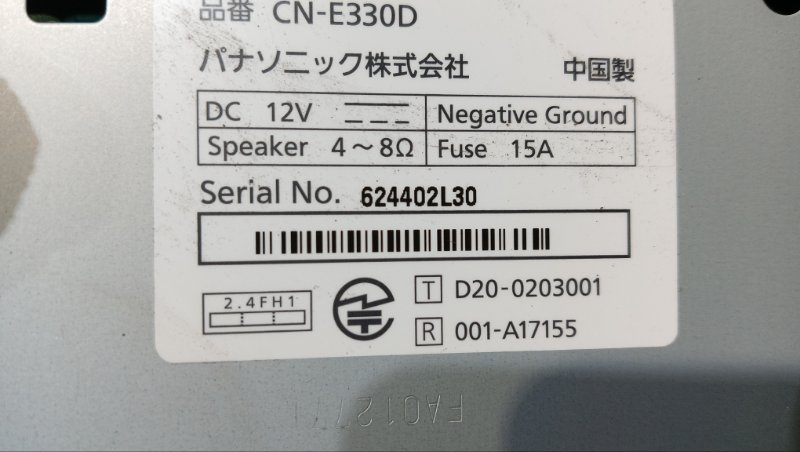 品番 CN-E330D
パナソニック株式会社 中国製
DC 12V Negative Ground
Speaker 4～8Ω Fuse 15A
Serial No. 624402L30
2.4FH1
T D20-0203001
R 001-A17155